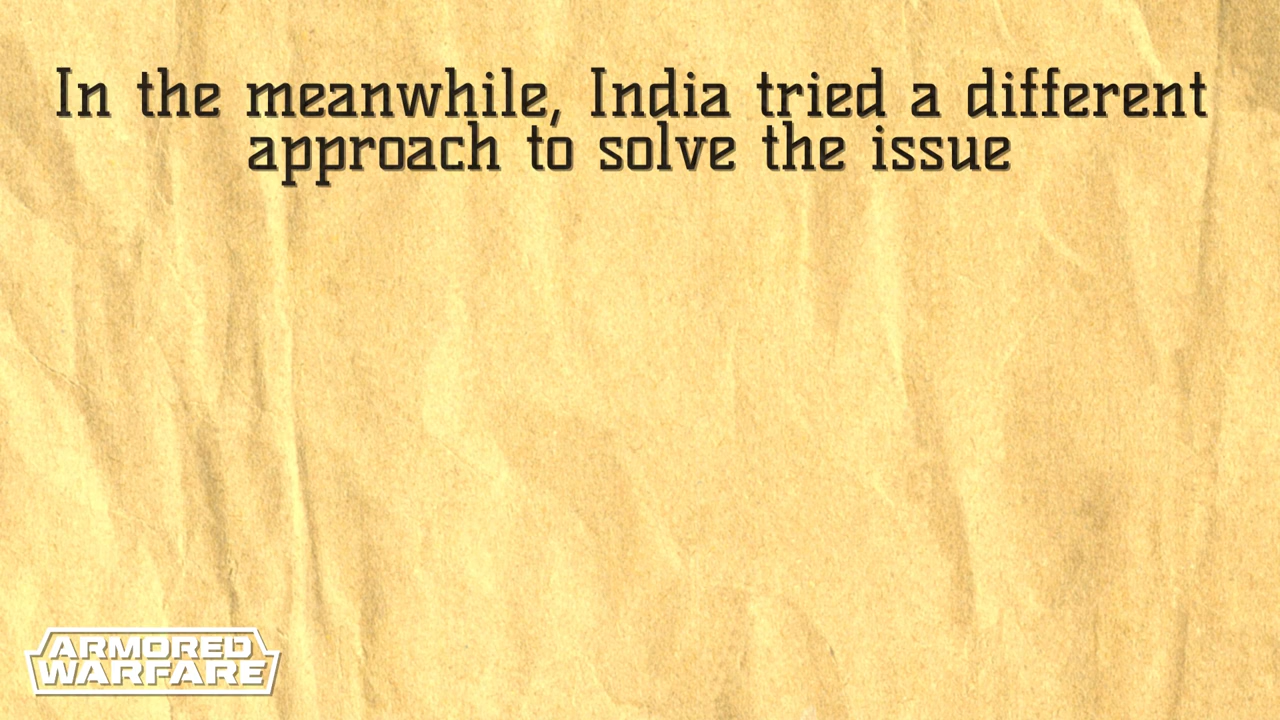 In the meanwhile, India tried a different
approach to solve the issue
ARMORED
WARFARE